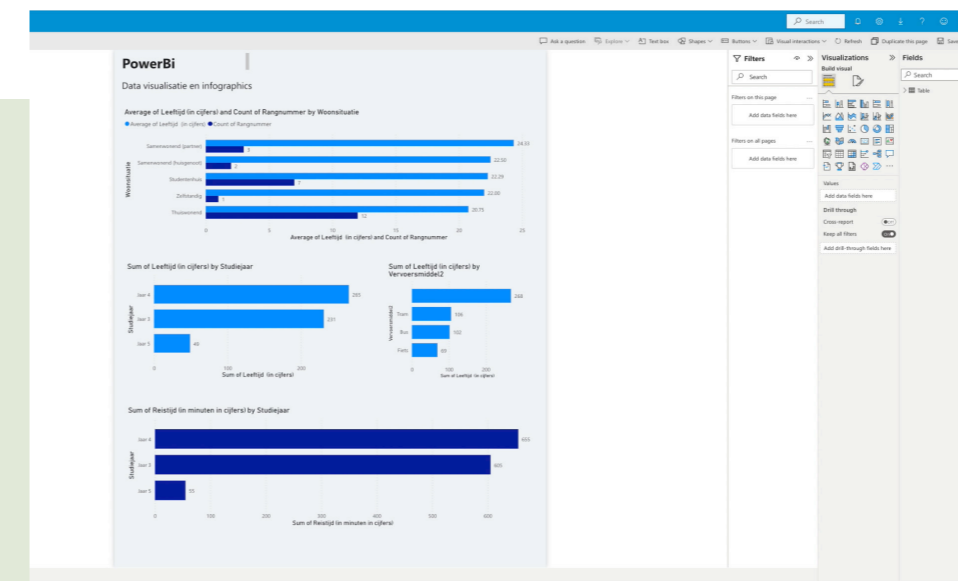 Search
Ask a question Explore Text box Shapes Buttons Visual interactions Refresh Duplicate this page Save
PowerBi
Data visualisatie en infographics
Average of Leeftijd (in cijfers) and Count of Rangnummer by Woonsituatie
Average of Leeftijd (in cijfers) Count of Rangnummer
Woonsituatie
Samenwonend (partner) 24.33
3
Samenwonend (huisgenoot) 22.50
2
Studentenhuis 22.29
7
Zelfstandig 22.00
1
Thuiswonend 20.75
12
0 5 10 15 20 25
Average of Leeftijd (in cijfers) and Count of Rangnummer
Sum of Leeftijd (in cijfers) by Studiejaar
Studiejaar
Jaar 4
Jaar 3 231
Jaar 5 49
0 100 200
Sum of Leeftijd (in cijfers)
Sum of Leeftijd (in cijfers) by
Vervoersmiddel2
Vervoersmiddel2
268
106
Bus 102
Fiets 69
0 100 200
Sum of Leeftijd (in cijfers)
Sum of Reistijd (in minuten in cijfers) by Studiejaar
Studiejaar
Jaar 4 655
Jaar 3 605
Jaar 5 55
0 100 200 300 400 500 600
Sum of Reistijd (in minuten in cijfers)
Filters
Search
Filters on this page
Add data fields here
Filters on all pages
Add data fields here
Visualizations
Build visual
Values
Add data fields here
Drill through
Cross-report
Keep all filters
Add drill-through fields here
Fields
Search
Table